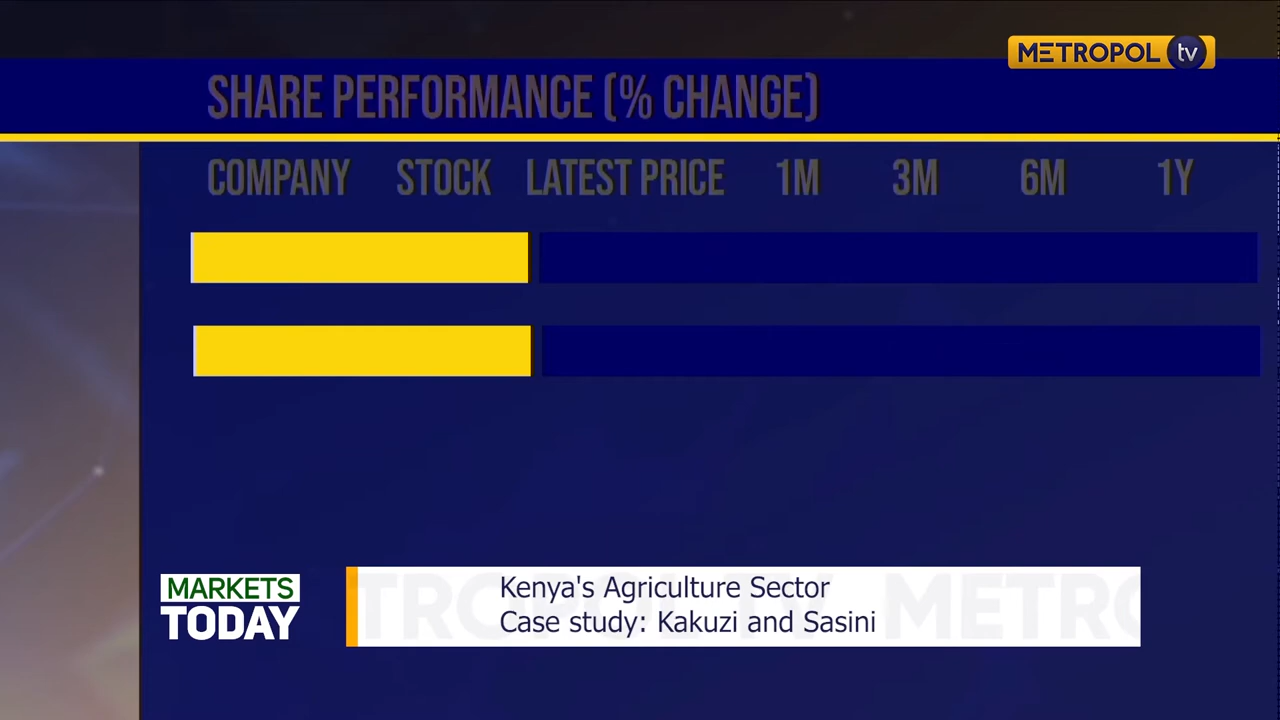 METROPOL tv
SHARE PERFORMANCE (% CHANGE)
COMPANY STOCK LATEST PRICE 1M 3M 6M 1Y
MARKETS
TODAY
Kenya's Agriculture Sector
Case study: Kakuzi and Sasini